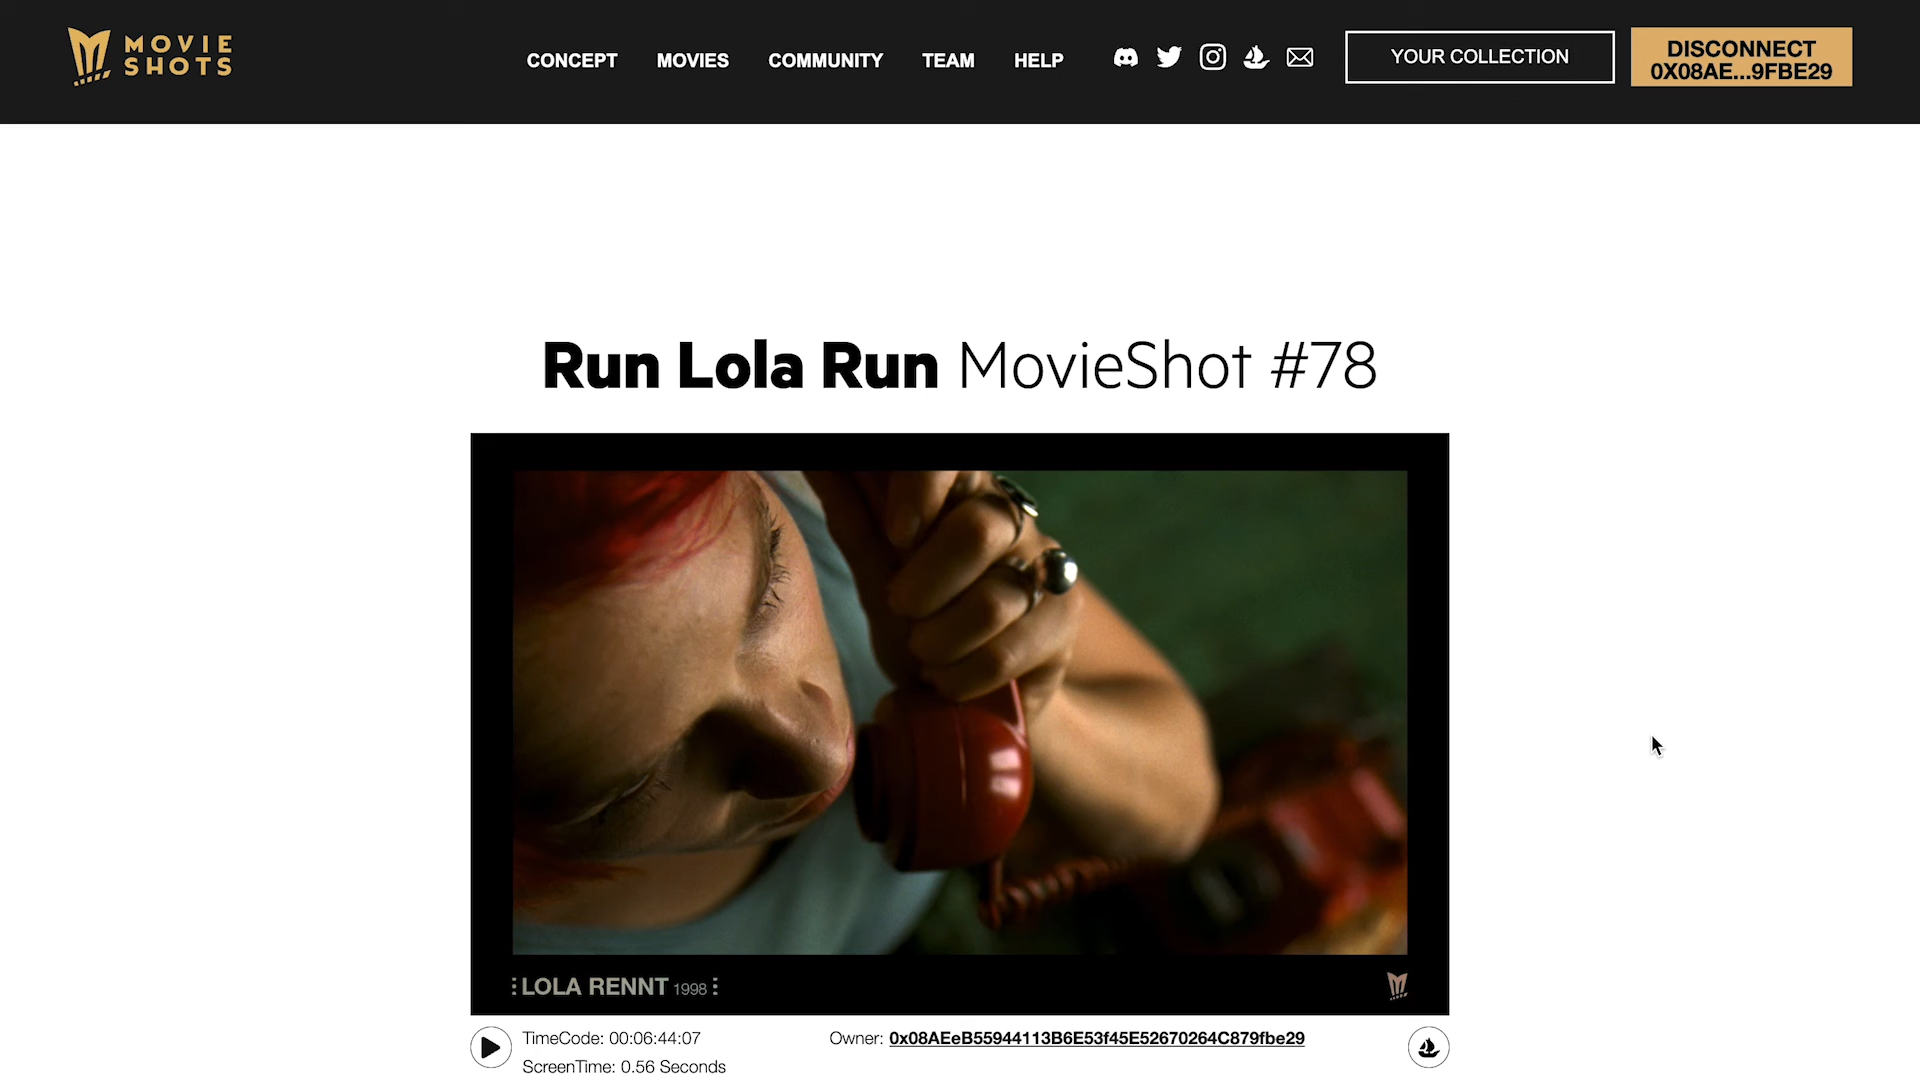 MOVIE
SHOTS
CONCEPT
MOVIES
COMMUNITY
TEAM
HELP
YOUR COLLECTION
DISCONNECT
0X08AE...9FBE29
Run Lola Run MovieShot #78
LOLA RENNT 1998
TimeCode: 00:06:44:07
Owner: 0x08AEeB55944113B6E53f45E52670264C879fbe29
ScreenTime: 0.56 Seconds